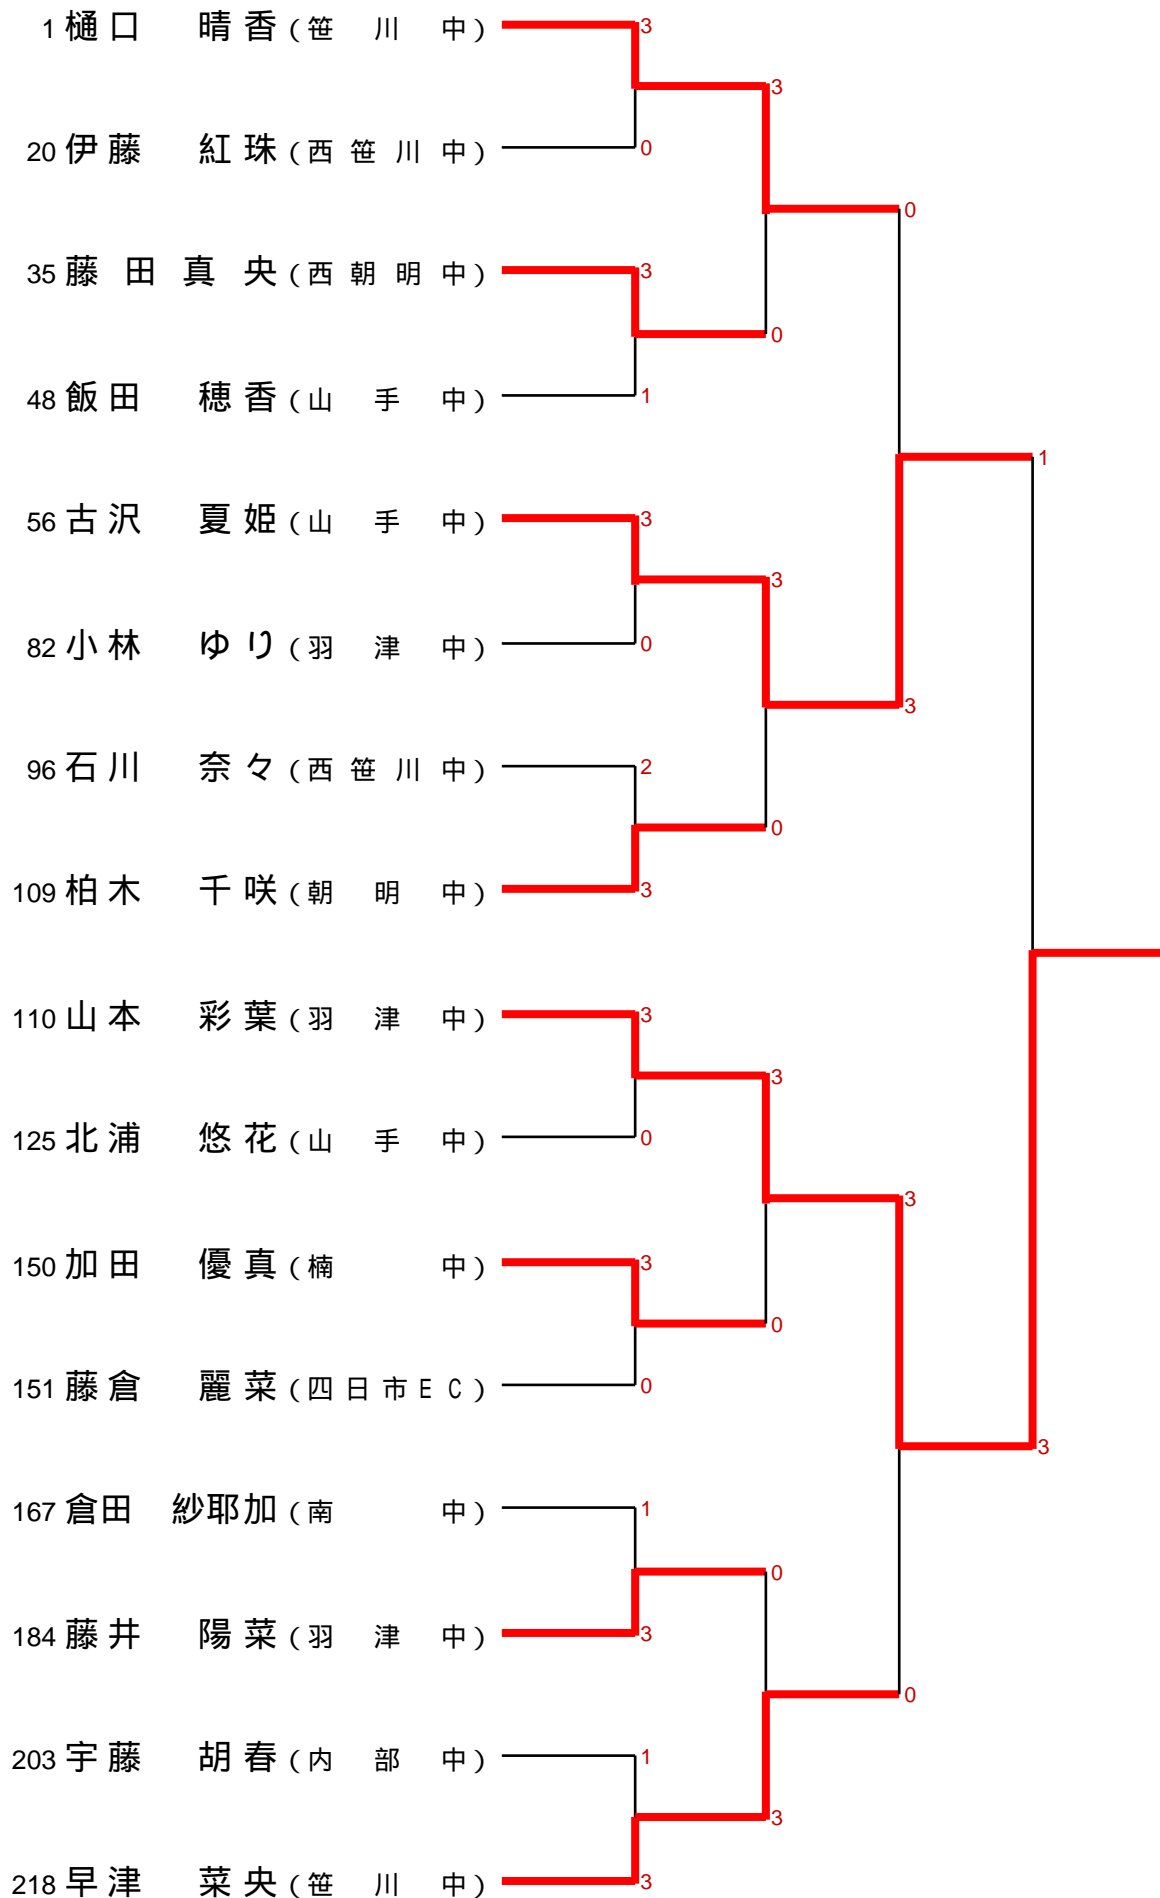 1 樋口 晴香 (笹川中) 3
3
20 伊藤 紅珠 (西笹川中) 0
0
35 藤田真央 (西朝明中) 3
0
48 飯田 穂香 (山手中) 1
1
56 古沢 夏姫 (山手中) 3
3
82 小林 ゆり (羽津中) 0
3
96 石川 奈々 (西笹川中) 2
0
109 柏木 千咲 (朝明中) 3
110 山本 彩葉 (羽津中) 3
3
125 北浦 悠花 (山手中) 0
3
150 加田 優真 (楠中) 3
0
151 藤倉 麗菜 (四日市EC) 0
3
167 倉田 紗耶加 (南中) 1
0
184 藤井 陽菜 (羽津中) 3
0
203 宇藤 胡春 (内部中) 1
3
218 早津 菜央 (笹川中) 3